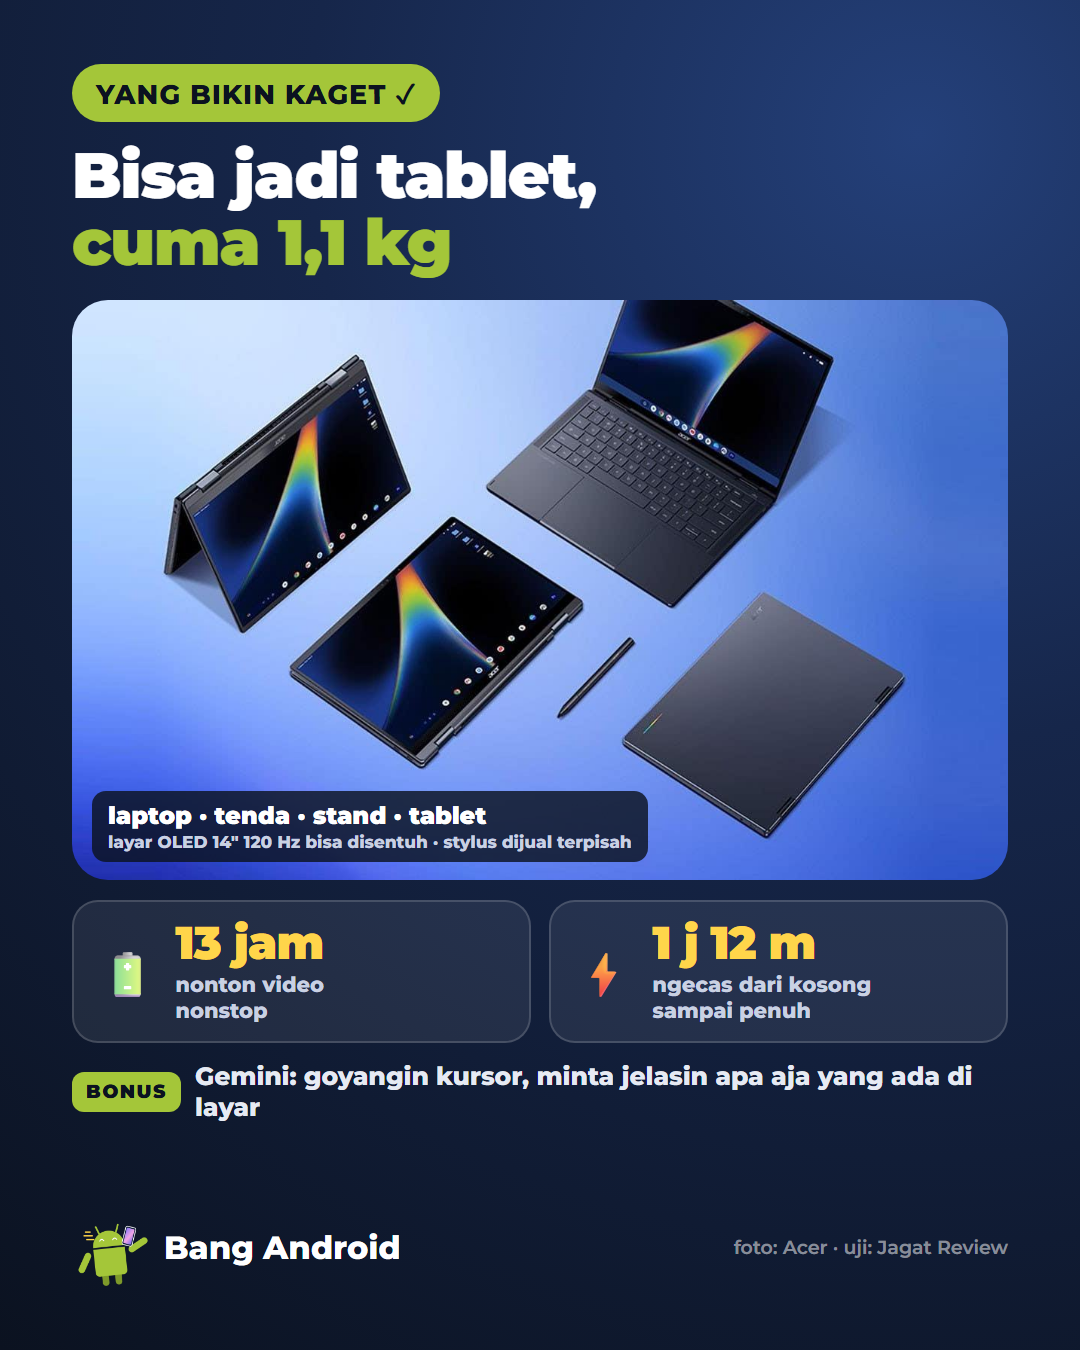 YANG BIKIN KAGET ✓
Bisa jadi tablet,
cuma 1,1 kg
acer
acer
laptop · tenda · stand · tablet
layar OLED 14" 120 Hz bisa disentuh · stylus dijual terpisah
13 jam
nonton video
nonstop
1 j 12 m
ngecas dari kosong
sampai penuh
BONUS
Gemini: goyangin kursor, minta jelasin apa aja yang ada di
layar
Bang Android
foto: Acer · uji: Jagat Review